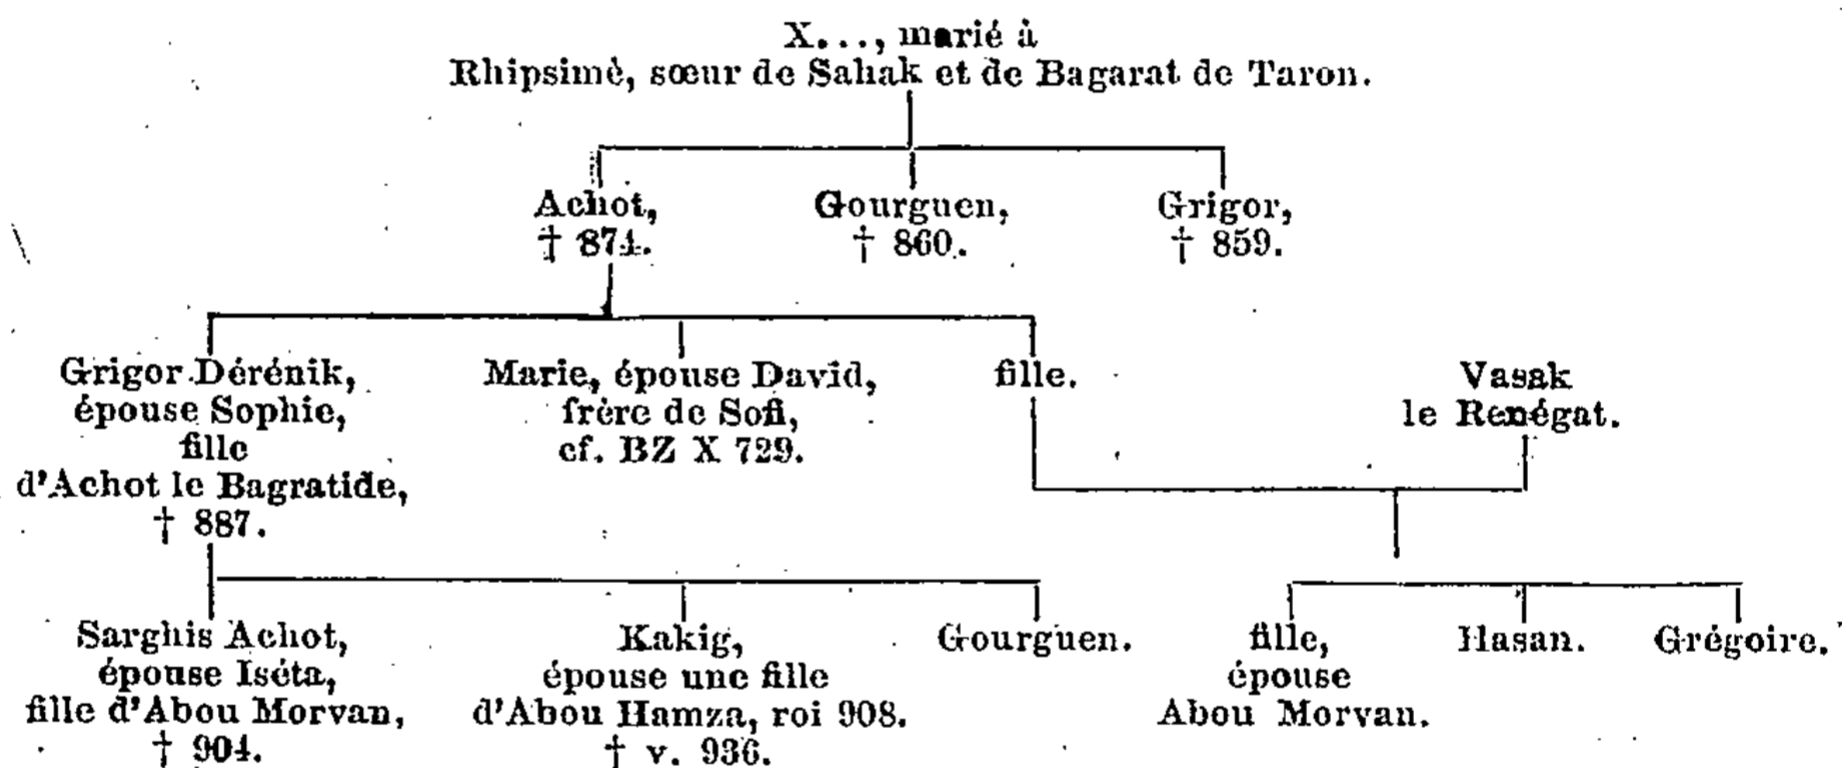 X..., marié à
Rhipsimè, sœur de Sahak et de Bagarat de Taron.
Achot,
† 874.
Gourguen,
† 860.
Grigor,
† 859.
Grigor Dérénik,
épouse Sophie,
fille
d'Achot le Bagratide,
† 887.
Marie, épouse David,
frère de Sofi,
cf. BZ X 729.
fille.
Vasak
le Renégat.
Sarghis Achot,
épouse Iséta,
fille d'Abou Morvan,
† 904.
Kakig,
épouse une fille
d'Abou Hamza, roi 908.
† v. 936.
Gourguen.
fille,
épouse
Abou Morvan.
Hasan.
Grégoire.